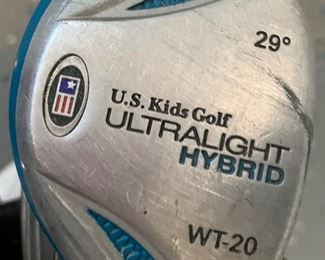 29°
U.S. Kids Golf
ULTRALIGHT
HYBRID
WT-20